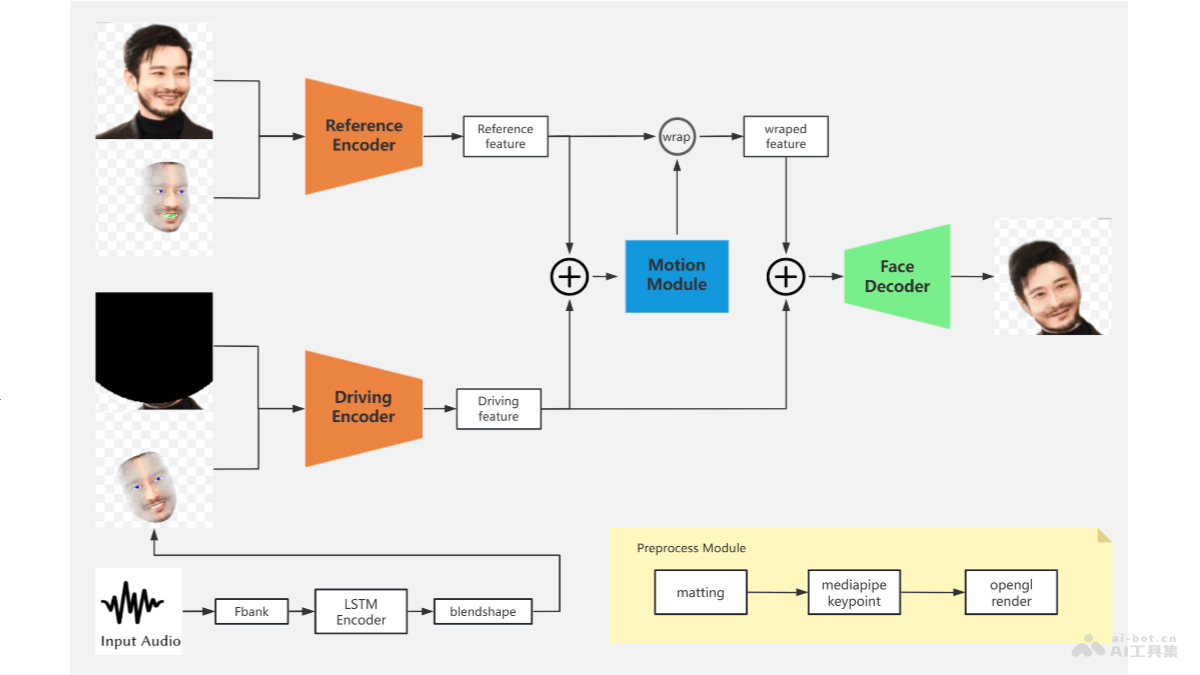 Reference
Encoder
Reference
feature
wrap
wraped
feature
Motion
Module
Face
Decoder
Driving
Encoder
Driving
feature
Input Audio
Fbank
LSTM
Encoder
blendshape
Preprocess Module
matting
mediapipe
keypoint
opengl
render
ai-bot.cn
AI工具集